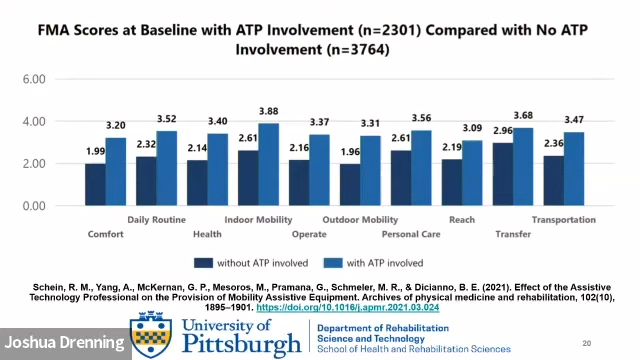 FMA Scores at Baseline with ATP Involvement (n=2301) Compared with No ATP
Involvement (n=3764)
6.00
4.00
2.00
0.00
1.99 3.20 2.32 3.52 2.14 3.40 2.61 3.88 2.16 3.37 1.96 3.31 2.61 3.56 2.19 3.09 2.96 3.68 2.36 3.47
Daily Routine Indoor Mobility Outdoor Mobility Reach Transportation
Comfort Health Operate Personal Care Transfer
without ATP involved with ATP involved
Schein, R. M., Yang, A., McKernan, G. P., Mesoros, M., Pramana, G., Schmeler, M. R., & Dicianno, B. E. (2021). Effect of the Assistive
Technology Professional on the Provision of Mobility Assistive Equipment. Archives of physical medicine and rehabilitation, 102(10),
1895–1901. https://doi.org/10.1016/j.apmr.2021.03.024
University of
Pittsburgh
Department of Rehabilitation
Science and Technology
School of Health and Rehabilitation Sciences
20
Joshua Drenning